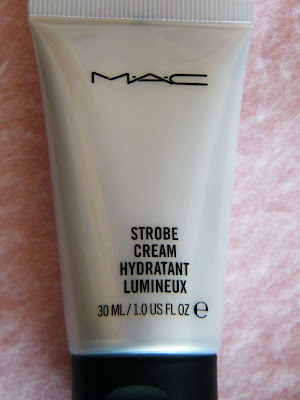 M·A·C
STROBE
CREAM
HYDRATANT
LUMINEUX
30 ML / 1.0 US FL OZ ℮